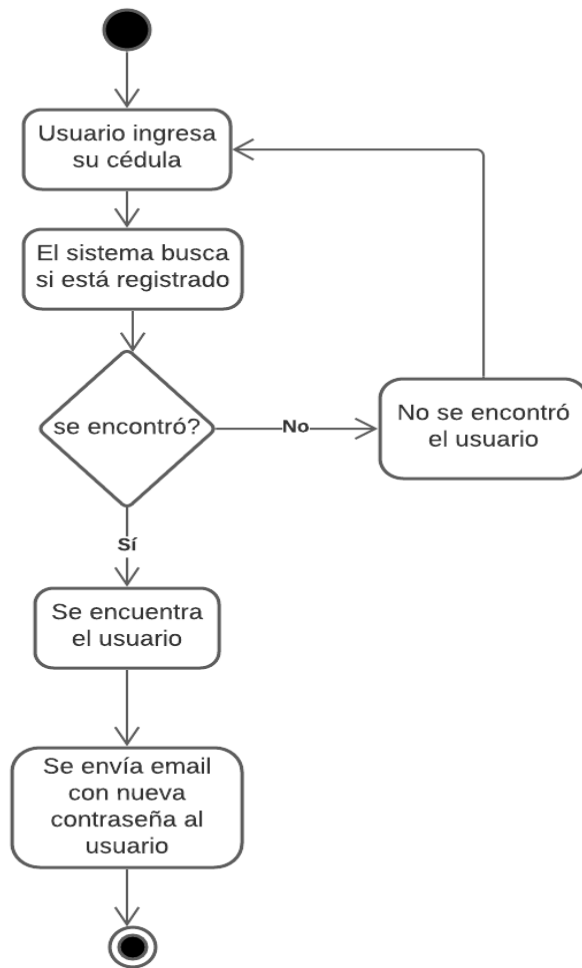 Usuario ingresa
su cédula
El sistema busca
si está registrado
se encontró?
No
No se encontró
el usuario
Sí
Se encuentra
el usuario
Se envía email
con nueva
contraseña al
usuario